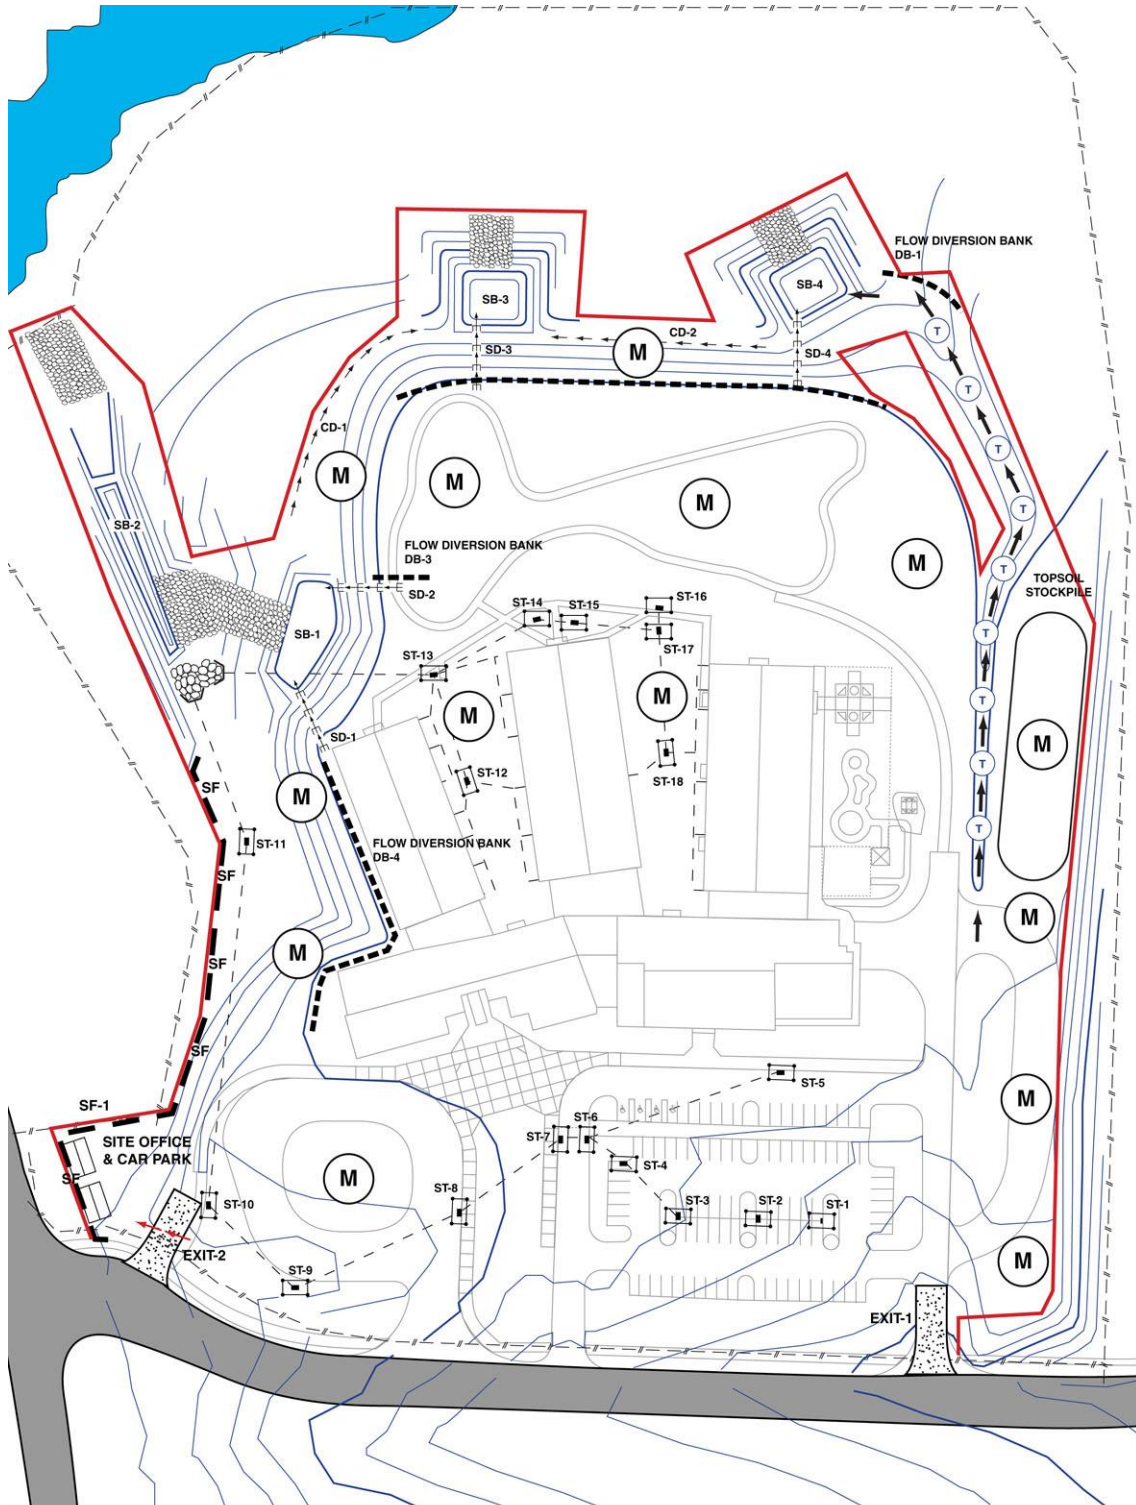 FLOW DIVERSION BANK
DB-1
SB-4
SB-3
CD-2
M
SD-3
SD-4
T
T
CD-1
M
M
M
T
T
SB-2
FLOW DIVERSION BANK
DB-3
M
T
SD-2
TOPSOIL
STOCKPILE
SB-1
ST-14
ST-15
ST-16
T
ST-17
ST-13
M
M
T
SD-1
M
ST-12
ST-18
T
SF
M
T
ST-11
FLOW DIVERSION BANK
DB-4
SF
M
M
SF
SF
ST-5
SF-1
M
SITE OFFICE
& CAR PARK
ST-6
ST-7
ST-4
SF
M
ST-10
ST-8
ST-3
ST-2
ST-1
EXIT-2
M
ST-9
EXIT-1